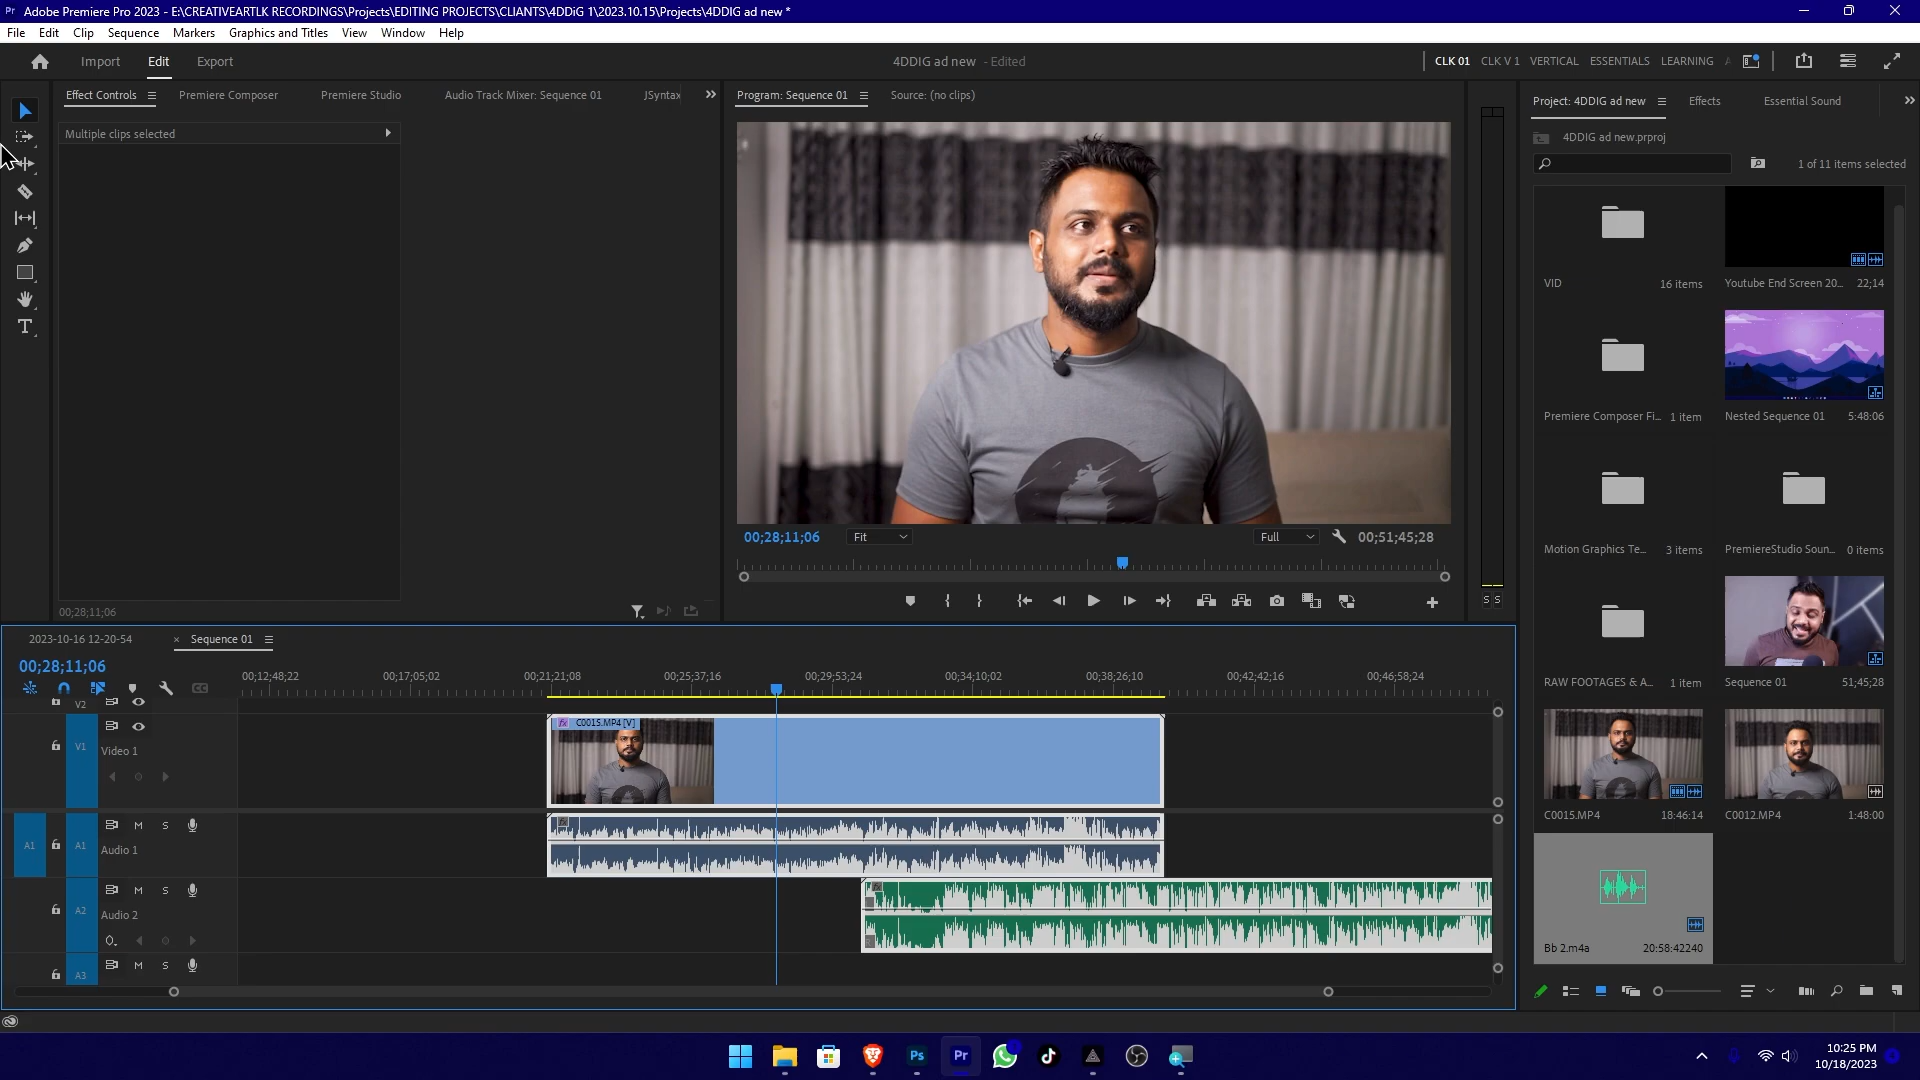 Pr Adobe Premiere Pro 2023 - E:\CREATIVEARTLK RECORDINGS\Projects\EDITING PROJECTS\CLIANTS\4DDiG 1\2023.10.15\Projects\4DDIG ad new *
File Edit Clip Sequence Markers Graphics and Titles View Window Help
Import Edit Export 4DDIG ad new - Edited CLK 01 CLK V 1 VERTICAL ESSENTIALS LEARNING
Effect Controls Premiere Composer Premiere Studio Audio Track Mixer: Sequence 01 JSyntax
Multiple clips selected
00;28;11;06
Program: Sequence 01 Source: (no clips)
00;28;11;06 Fit Full 00;51;45;28
S S
Project: 4DDIG ad new Effects Essential Sound
4DDIG ad new.prproj
1 of 11 items selected
VID 16 items Youtube End Screen 20... 22;14
Premiere Composer Fi... 1 item Nested Sequence 01 5:48:06
Motion Graphics Te... 3 items PremiereStudio Soun... 0 items
RAW FOOTAGES & A... 1 item Sequence 01 51;45;28
C0015.MP4 18:46:14 C0012.MP4 1:48:00
Bb 2.m4a 20:58:42240
2023-10-16 12-20-54 × Sequence 01
00;28;11;06
00;12;48;22 00;17;05;02 00;21;21;08 00;25;37;16 00;29;53;24 00;34;10;02 00;38;26;10 00;42;42;16 00;46;58;24
V2
fx C0015.MP4 [V]
V1 Video 1
M S
A1 A1 Audio 1
M S
A2 Audio 2
M S
A3
Ps Pr
10:25 PM
10/18/2023